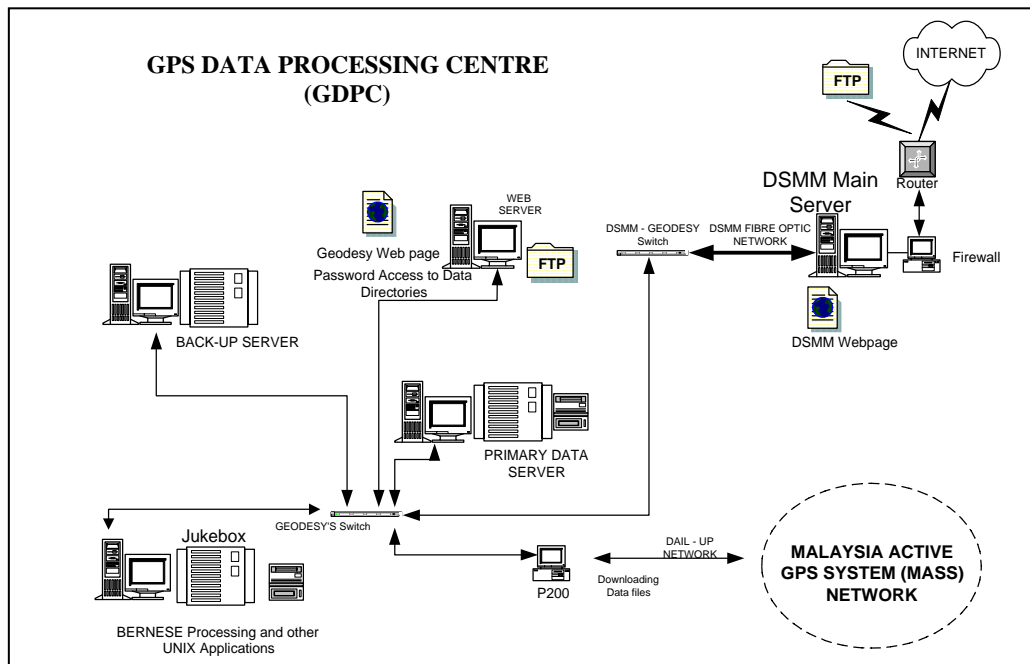 GPS DATA PROCESSING CENTRE
(GDPC)
INTERNET
FTP
Router
DSMM Main
Server
Firewall
DSMM FIBRE OPTIC
NETWORK
DSMM - GEODESY
Switch
DSMM Webpage
WEB
SERVER
FTP
Geodesy Web page
Password Access to Data
Directories
BACK-UP SERVER
PRIMARY DATA
SERVER
GEODESY'S Switch
Jukebox
BERNESE Processing and other
UNIX Applications
P200
DAIL - UP
NETWORK
Downloading
Data files
MALAYSIA ACTIVE
GPS SYSTEM (MASS)
NETWORK